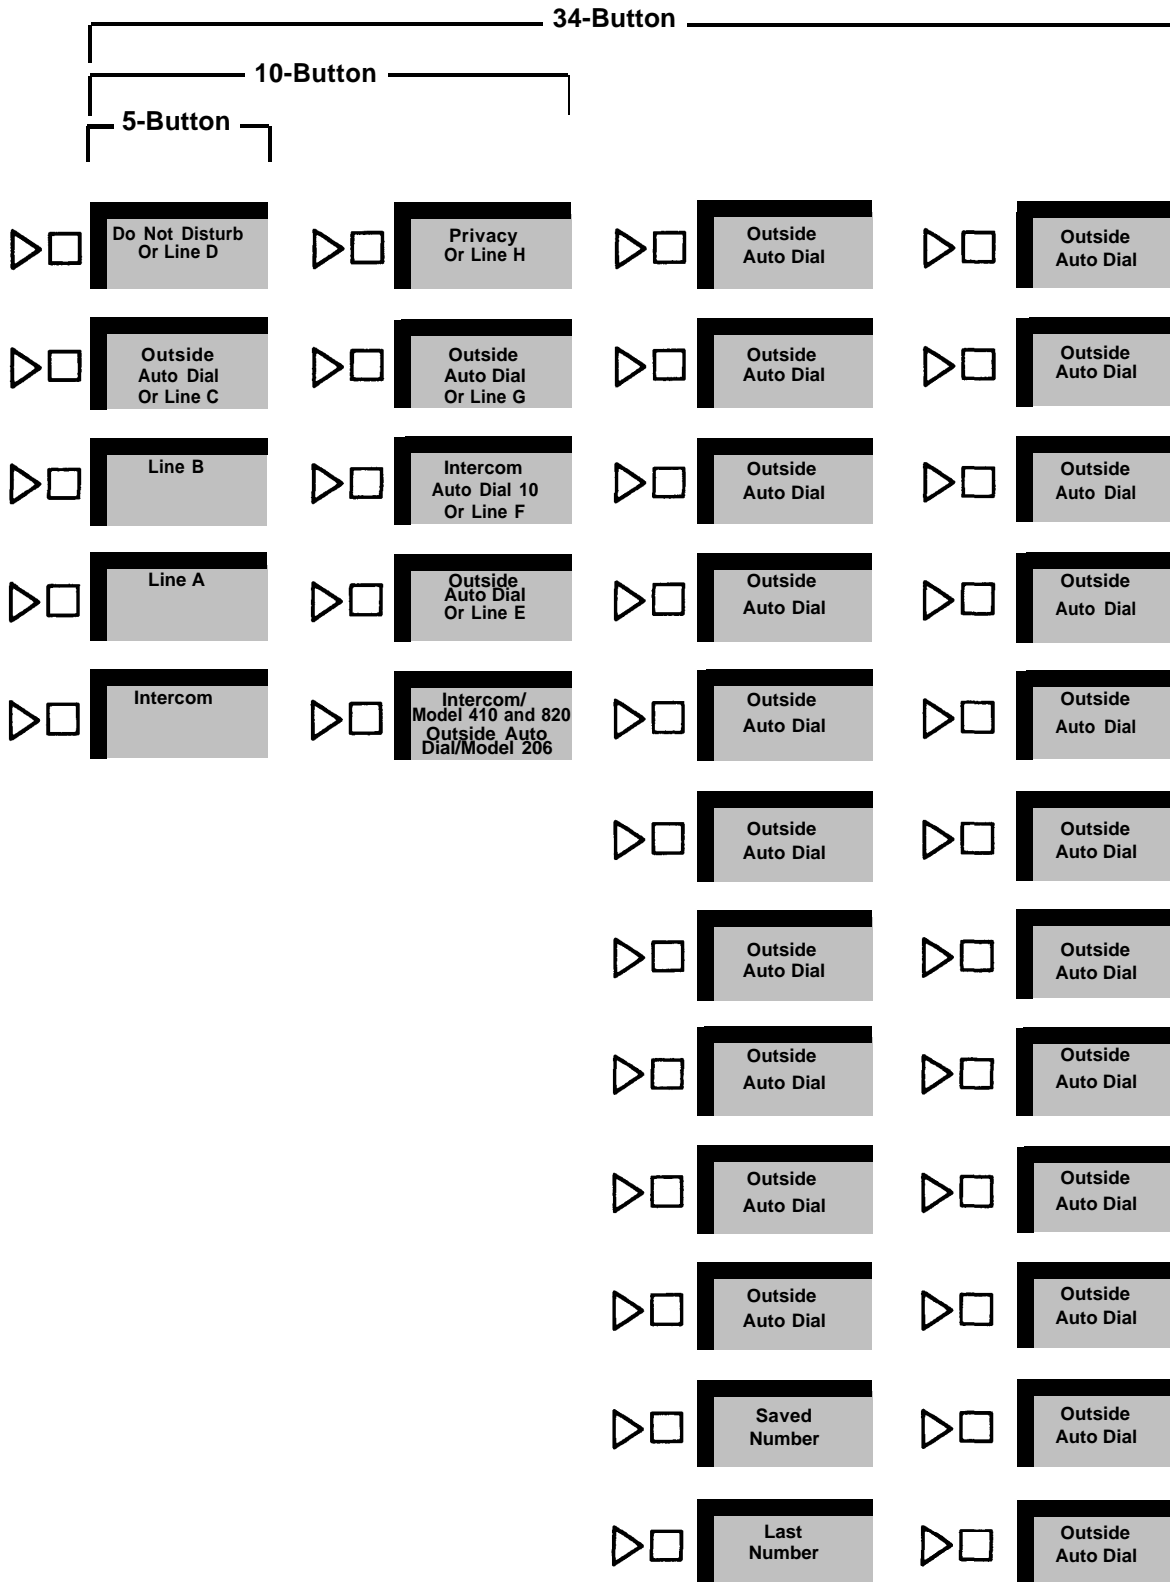 34-Button
10-Button
5-Button
Do Not Disturb
Or Line D
Privacy
Or Line H
Outside
Auto Dial
Outside
Auto Dial
Outside
Auto Dial
Or Line C
Outside
Auto Dial
Or Line G
Outside
Auto Dial
Outside
Auto Dial
Line B
Intercom
Auto Dial 10
Or Line F
Outside
Auto Dial
Outside
Auto Dial
Line A
Outside
Auto Dial
Or Line E
Outside
Auto Dial
Outside
Auto Dial
Intercom
Intercom/
Model 410 and 820
Outside Auto
Dial/Model 206
Outside
Auto Dial
Outside
Auto Dial
Outside
Auto Dial
Outside
Auto Dial
Outside
Auto Dial
Outside
Auto Dial
Outside
Auto Dial
Outside
Auto Dial
Outside
Auto Dial
Outside
Auto Dial
Outside
Auto Dial
Outside
Auto Dial
Saved
Number
Outside
Auto Dial
Last
Number
Outside
Auto Dial